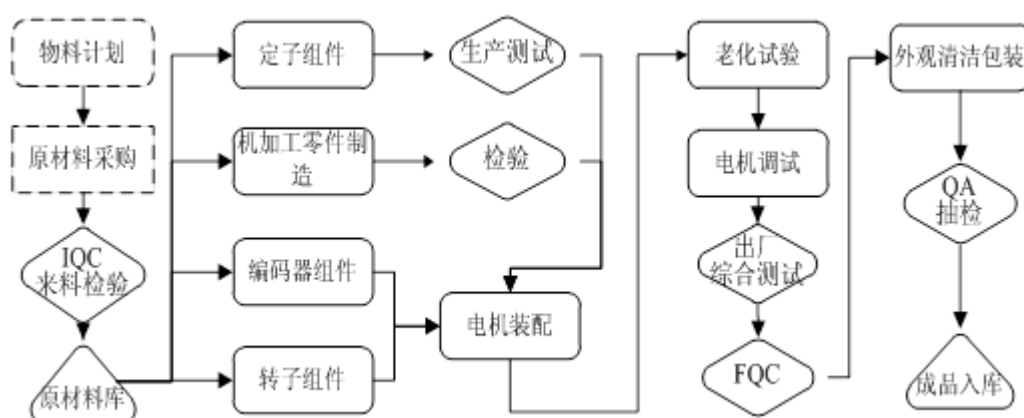 物料计划
原材料采购
IQC
来料检验
原材料库
定子组件
机加工零件制
造
编码器组件
转子组件
生产测试
检验
电机装配
老化试验
电机调试
出厂
综合测试
FQC
外观清洁包装
QA
抽检
成品入库